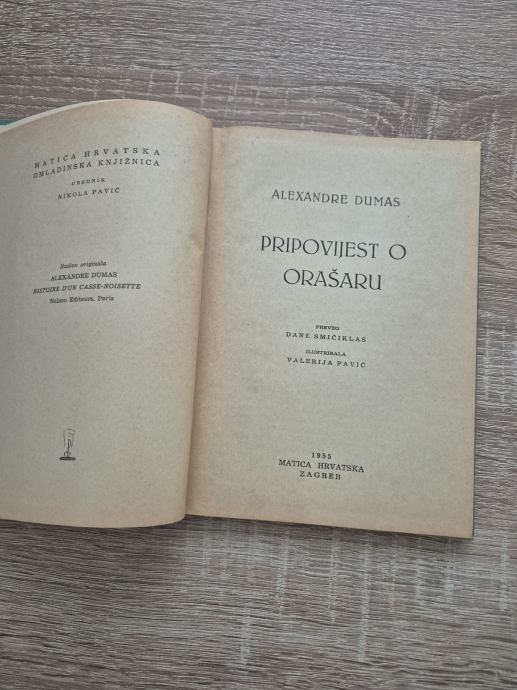 MATICA HRVATSKA
OMLADINSKA KNJIŽNICA
UREDNIK
NIKOLA PAVIĆ
Naslov originala
ALEXANDRE DUMAS
HISTOIRE D'UN CASSE-NOISETTE
Nelson Editeurs, Paris
ALEXANDRE DUMAS
PRIPOVIJEST O
ORAŠARU
PREVEO
DANE SMIČIKLAS
ILUSTRIRALA
VALERIJA PAVIĆ
1955
MATICA HRVATSKA
ZAGREB